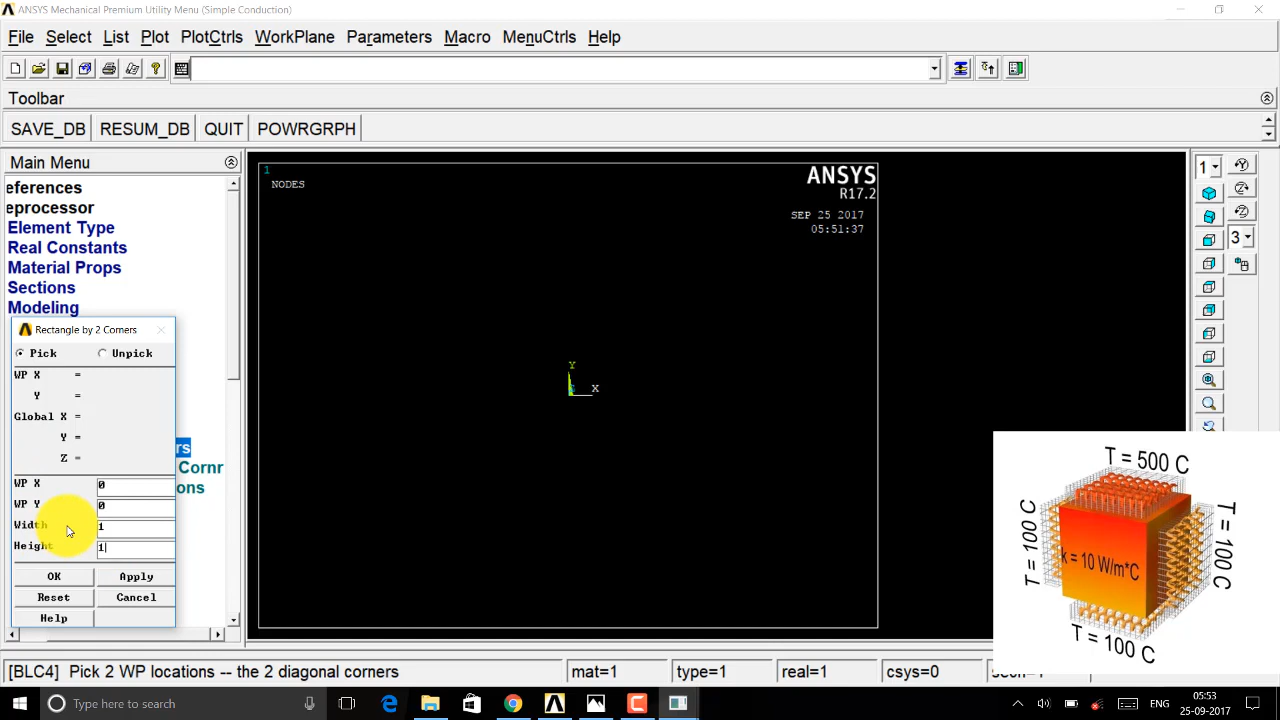 ANSYS Mechanical Premium Utility Menu (Simple Conduction)
File Select List Plot PlotCtrls WorkPlane Parameters Macro MenuCtrls Help
Toolbar
SAVE_DB RESUM_DB QUIT POWRGRPH
Main Menu
eferences
eprocessor
Element Type
Real Constants
Material Props
Sections
Modeling
Rectangle by 2 Corners
Pick Unpick
WP X =
Y =
Global X =
Y =
Z =
WP X 0
WP Y 0
Width 1
Height 1
OK Apply
Reset Cancel
Help
rs
Cornr
ons
1
NODES
ANSYS
R17.2
SEP 25 2017
05:51:37
Y
X
1
3
T = 500 C
T = 100 C
k = 10 W/m*C
T = 100 C
T = 100 C
[BLC4] Pick 2 WP locations -- the 2 diagonal corners
mat=1 type=1 real=1 csys=0
Type here to search
ENG
05:53
25-09-2017